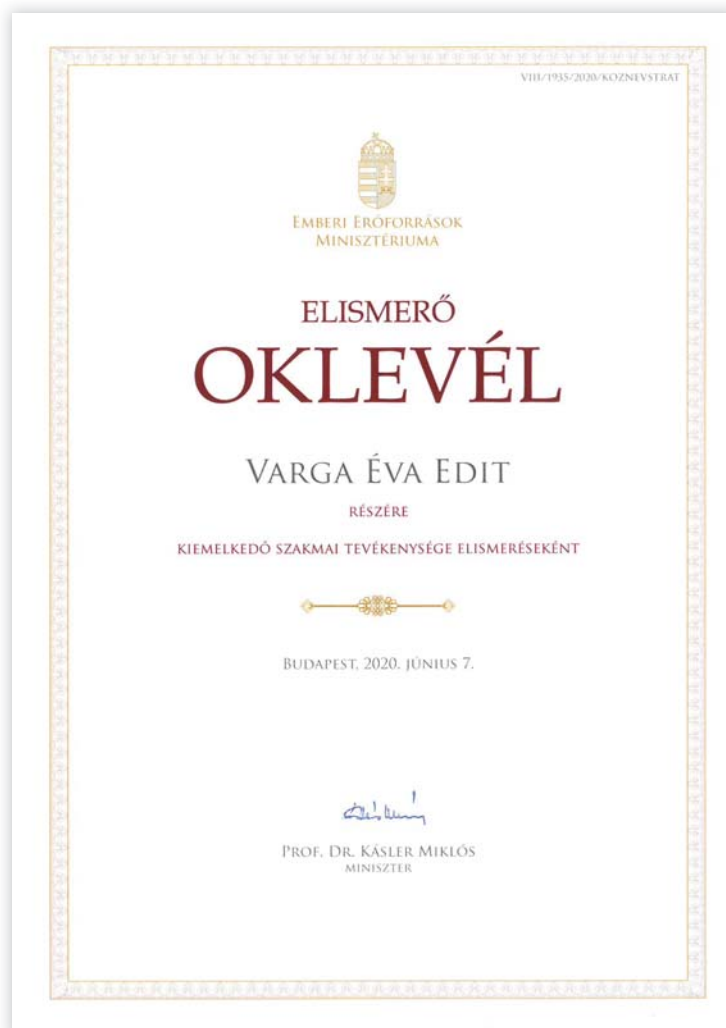 VIII/1935/2020/KOZNEVSTRAT
EMBERI ERŐFORRÁSOK
MINISZTÉRIUMA
ELISMERŐ
OKLEVÉL
VARGA ÉVA EDIT
RÉSZÉRE
KIEMELKEDŐ SZAKMAI TEVÉKENYSÉGE ELISMERÉSEKÉNT
BUDAPEST, 2020. JÚNIUS 7.
PROF. DR. KÁSLER MIKLÓS
MINISZTER